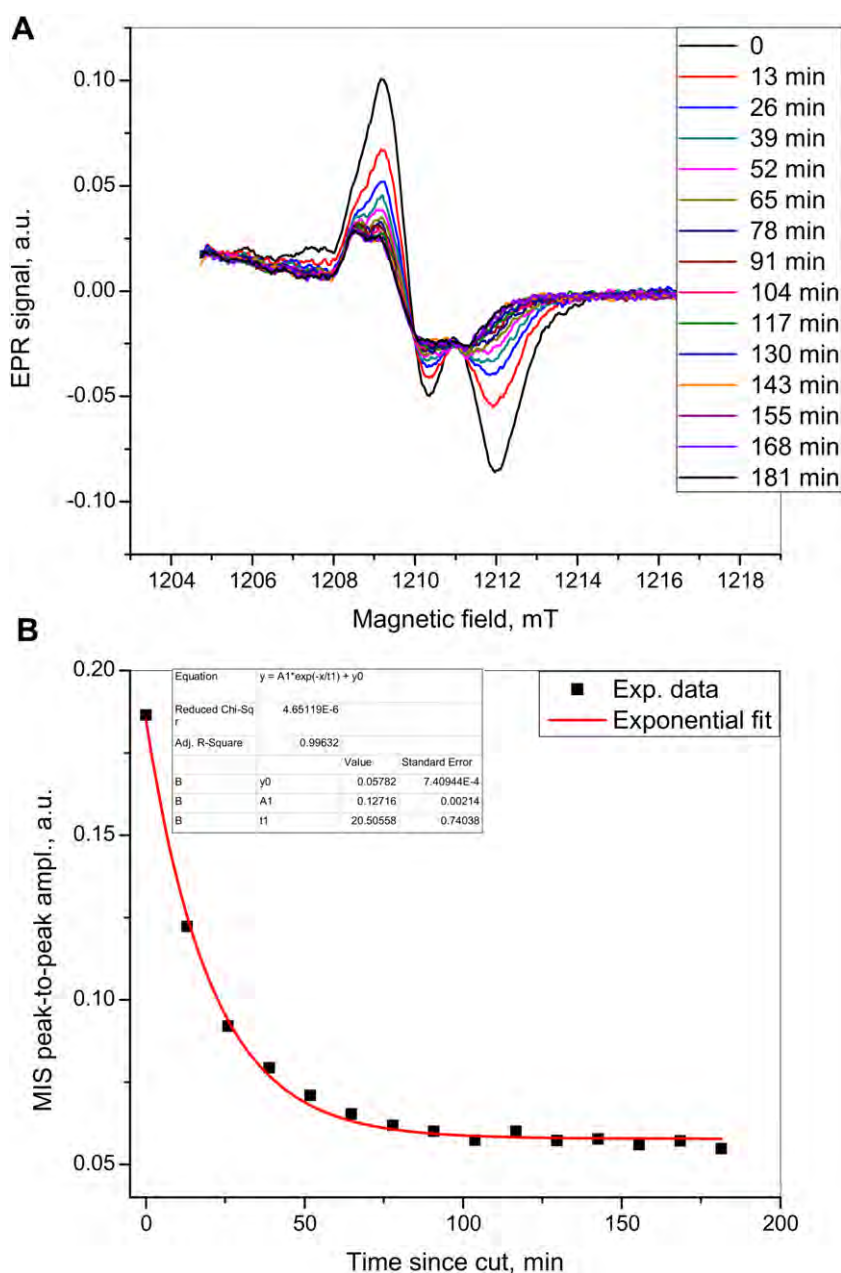 A
0
13 min
26 min
39 min
52 min
65 min
78 min
91 min
104 min
117 min
130 min
143 min
155 min
168 min
181 min
0.10
0.05
0.00
-0.05
-0.10
EPR signal, a.u.
1204 1206 1208 1210 1212 1214 1216 1218
Magnetic field, mT
B
0.20
0.15
0.10
0.05
MIS peak-to-peak ampl., a.u.
Equation y = A1*exp(-x/t1) + y0
Reduced Chi-Sq 4.65119E-6
r
Adj. R-Square 0.99632
Value Standard Error
B y0 0.05782 7.40944E-4
B A1 0.12716 0.00214
B t1 20.50558 0.74038
Exp. data
Exponential fit
0 50 100 150 200
Time since cut, min